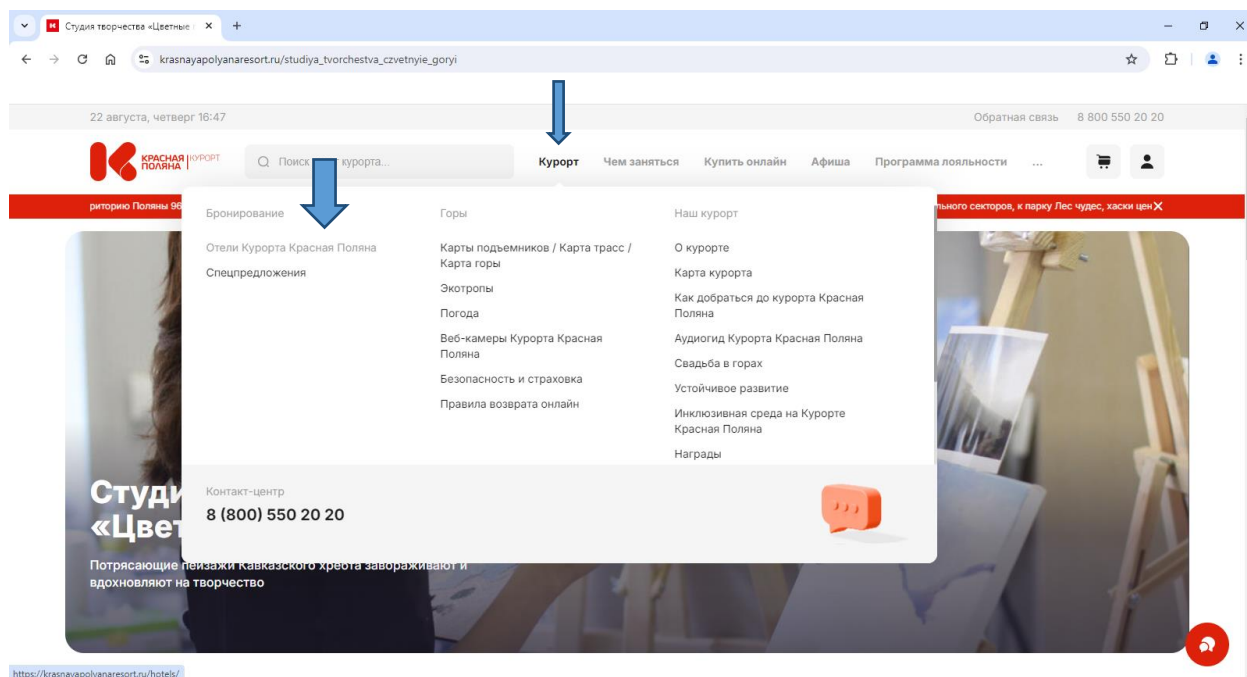 Студия творчества «Цветные
krasnayapolyanaresort.ru/studiya_tvorchestva_czvetnyie_goryi
22 августа, четверг 16:47
Обратная связь 8 800 550 20 20
КРАСНАЯ ПОЛЯНА КУРОРТ
Поиск курорта...
Курорт Чем заняться Купить онлайн Афиша Программа лояльности ...
риторию Поляны 96
льного секторов, к парку Лес чудес, хаски цен
Бронирование
Отели Курорта Красная Поляна
Спецпредложения
Горы
Карты подъемников / Карта трасс /
Карта горы
Экотропы
Погода
Веб-камеры Курорта Красная
Поляна
Безопасность и страховка
Правила возврата онлайн
Наш курорт
О курорте
Карта курорта
Как добраться до курорта Красная
Поляна
Аудиогид Курорта Красная Поляна
Свадьба в горах
Устойчивое развитие
Инклюзивная среда на Курорте
Красная Поляна
Награды
Контакт-центр
8 (800) 550 20 20
Студи
«Цвет
Потрясающие пейзажи Кавказского хребта завораживают и
вдохновляют на творчество
https://krasnayapolyanaresort.ru/hotels/